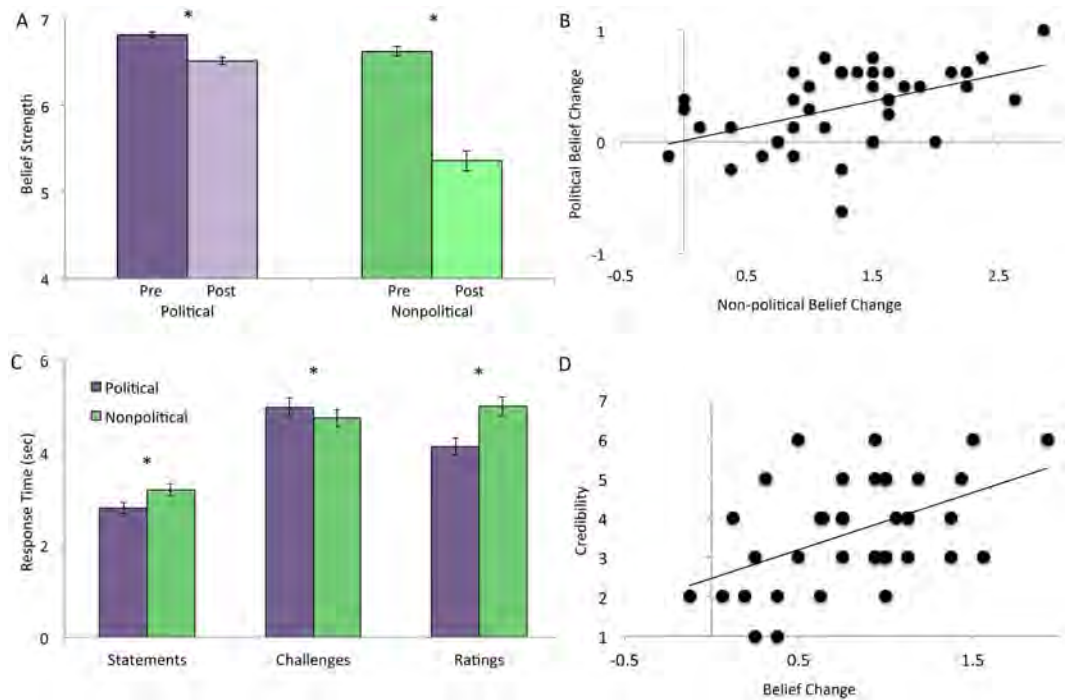 A
7
6
5
4
Belief Strength
*
*
Pre
Post
Pre
Post
Political
Nonpolitical
B
1
0
-1
Political Belief Change
-0.5
0.5
1.5
2.5
Non-political Belief Change
C
6
4
2
0
Response Time (sec)
Political
Nonpolitical
*
*
*
Statements
Challenges
Ratings
D
7
6
5
4
3
2
1
Credibility
-0.5
0.5
1.5
Belief Change